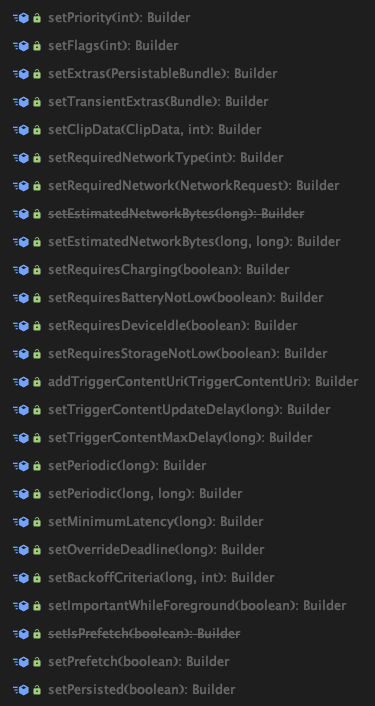 setPriority(int): Builder
setFlags(int): Builder
setExtras(PersistableBundle): Builder
setTransientExtras(Bundle): Builder
setClipData(ClipData, int): Builder
setRequiredNetworkType(int): Builder
setRequiredNetwork(NetworkRequest): Builder
setEstimatedNetworkBytes(long): Builder
setEstimatedNetworkBytes(long, long): Builder
setRequiresCharging(boolean): Builder
setRequiresBatteryNotLow(boolean): Builder
setRequiresDeviceIdle(boolean): Builder
setRequiresStorageNotLow(boolean): Builder
addTriggerContentUri(TriggerContentUri): Builder
setTriggerContentUpdateDelay(long): Builder
setTriggerContentMaxDelay(long): Builder
setPeriodic(long): Builder
setPeriodic(long, long): Builder
setMinimumLatency(long): Builder
setOverrideDeadline(long): Builder
setBackoffCriteria(long, int): Builder
setImportantWhileForeground(boolean): Builder
setIsPrefetch(boolean): Builder
setPrefetch(boolean): Builder
setPersisted(boolean): Builder